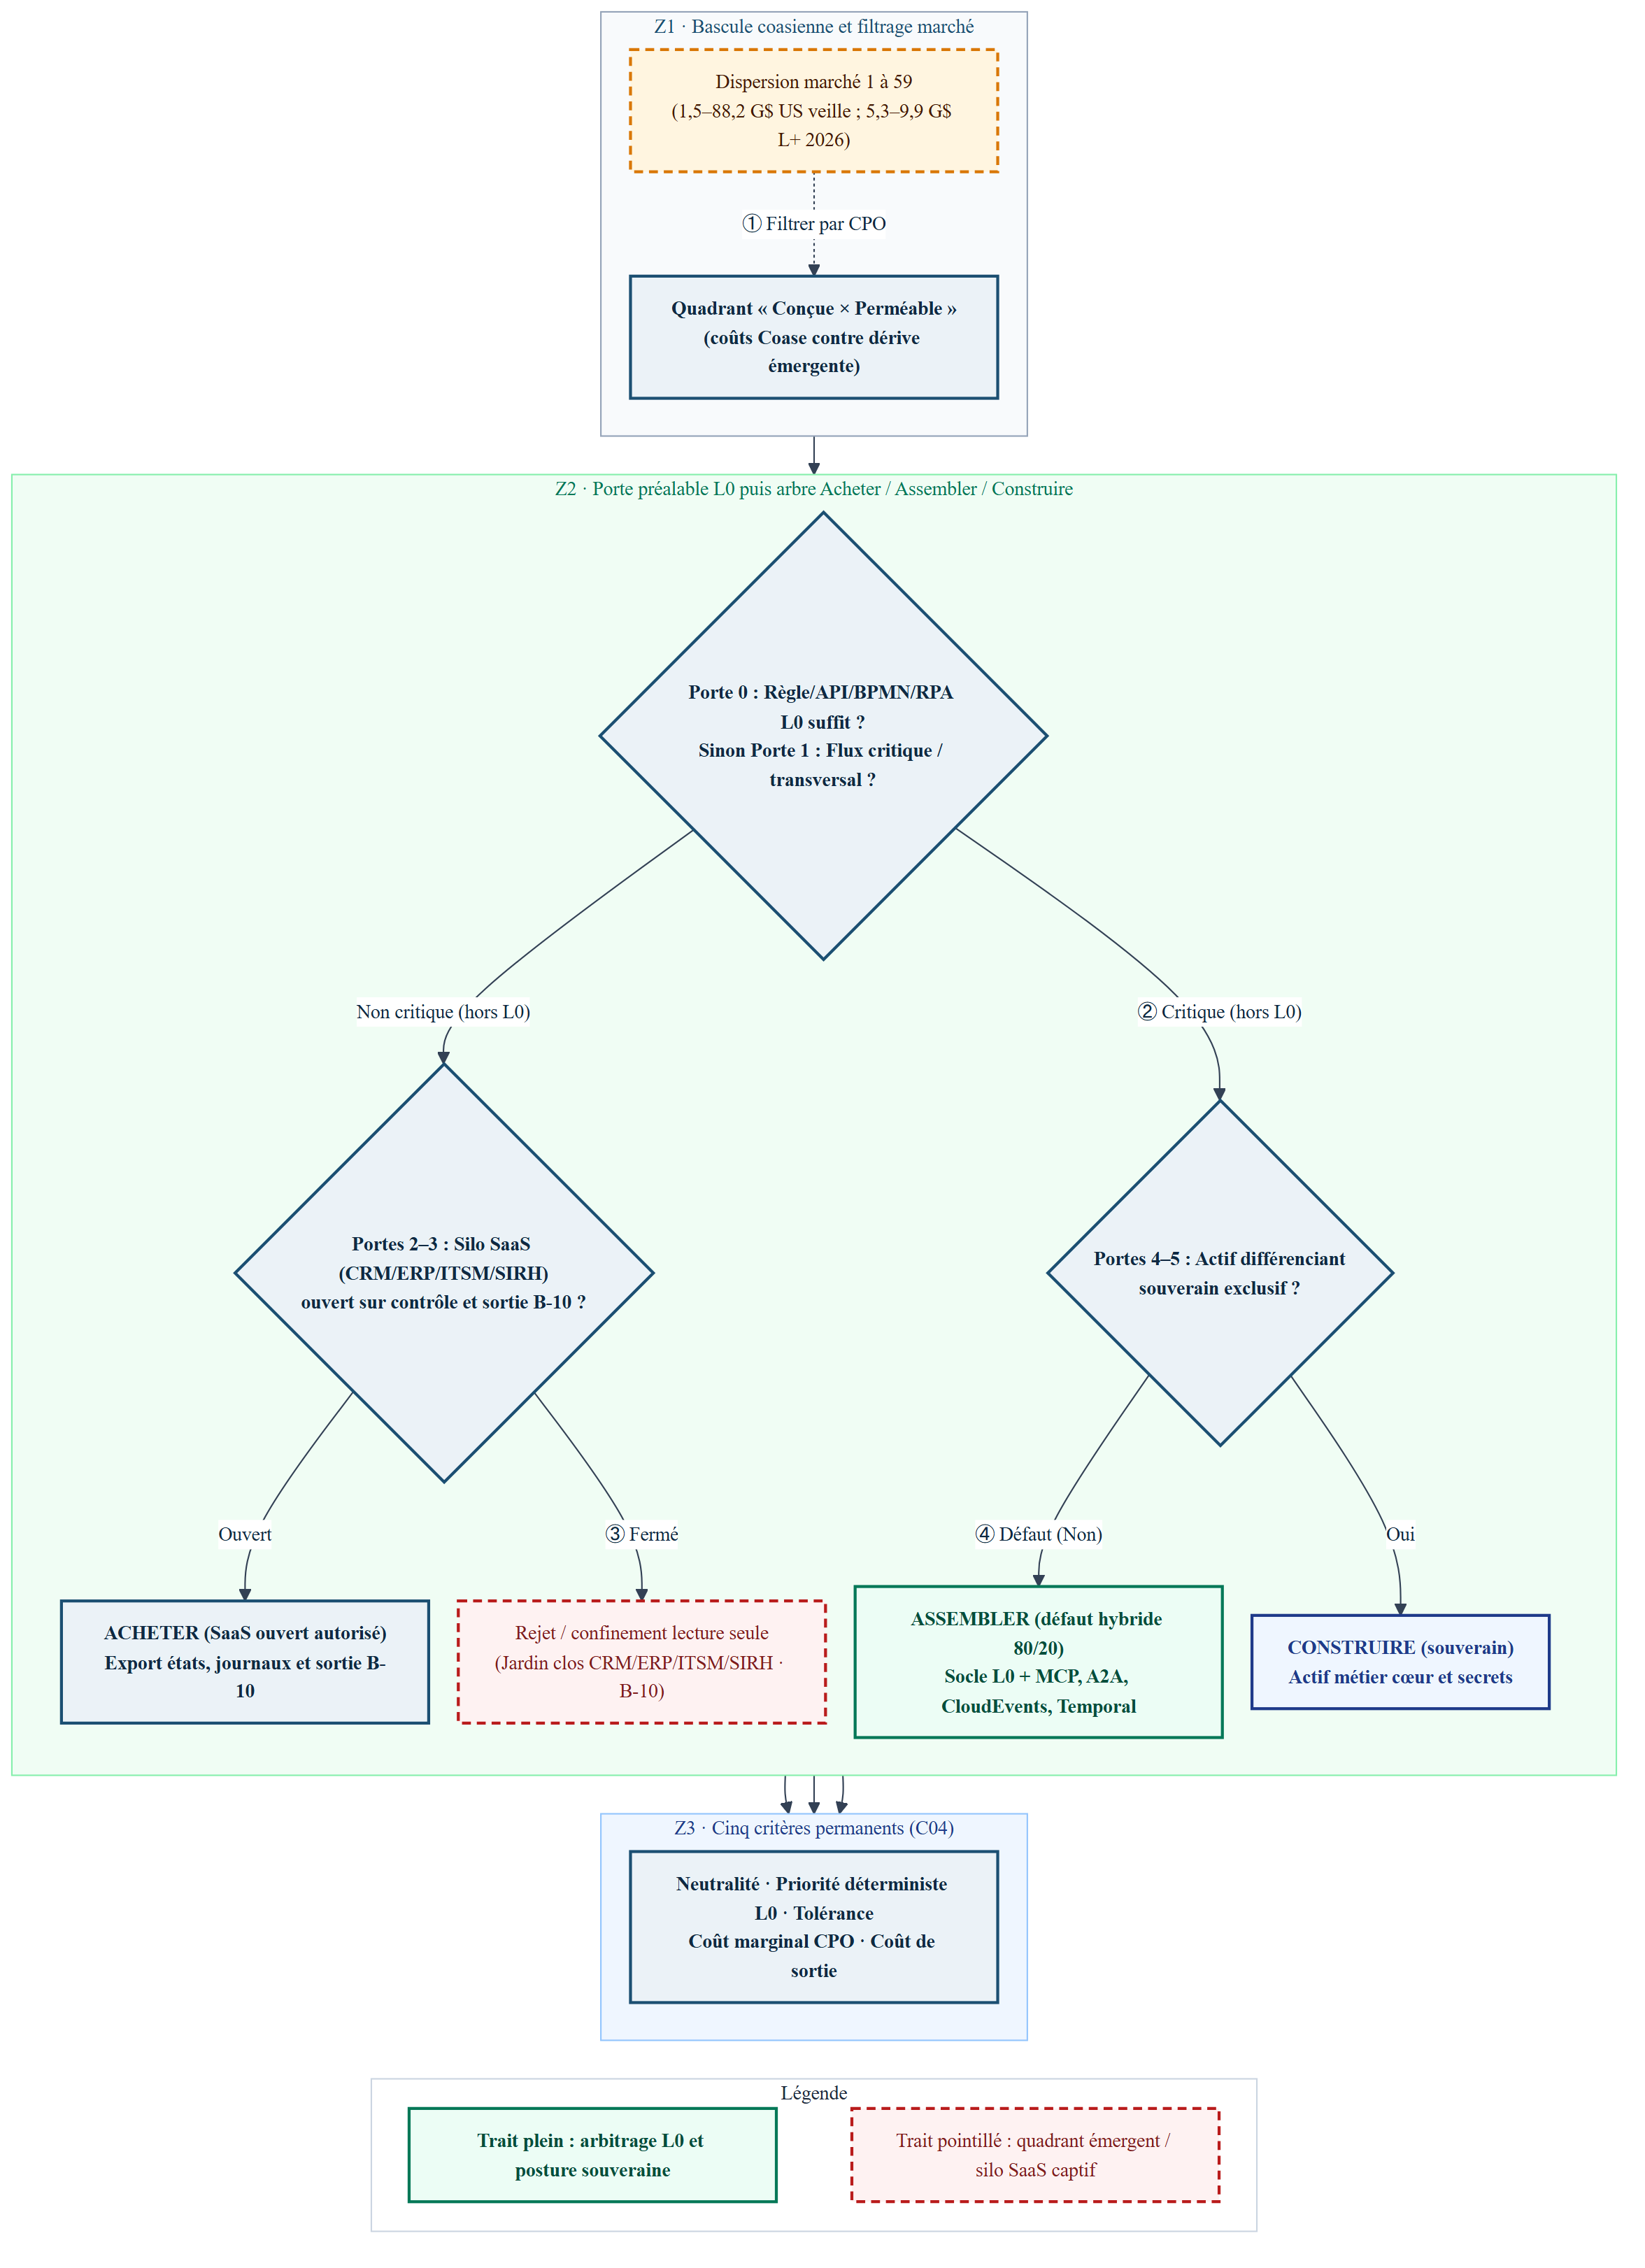 Z1 · Bascule coasienne et filtrage marché
Dispersion marché 1 à 59
(1,5–88,2 G$ US veille ; 5,3–9,9 G$
L+ 2026)
① Filtrer par CPO
Quadrant « Conçue × Perméable »
(coûts Coase contre dérive
émergente)
Z2 · Porte préalable L0 puis arbre Acheter / Assembler / Construire
Porte 0 : Règle/API/BPMN/RPA
L0 suffit ?
Sinon Porte 1 : Flux critique /
transversal ?
Non critique (hors L0)
② Critique (hors L0)
Portes 2–3 : Silo SaaS
(CRM/ERP/ITSM/SIRH)
ouvert sur contrôle et sortie B-10 ?
Portes 4–5 : Actif différenciant
souverain exclusif ?
Ouvert
③ Fermé
④ Défaut (Non)
Oui
ACHETER (SaaS ouvert autorisé)
Export états, journaux et sortie B-
10
Rejet / confinement lecture seule
(Jardin clos CRM/ERP/ITSM/SIRH ·
B-10)
ASSEMBLER (défaut hybride
80/20)
Socle L0 + MCP, A2A,
CloudEvents, Temporal
CONSTRUIRE (souverain)
Actif métier cœur et secrets
Z3 · Cinq critères permanents (C04)
Neutralité · Priorité déterministe
L0 · Tolérance
Coût marginal CPO · Coût de
sortie
Légende
Trait plein : arbitrage L0 et
posture souveraine
Trait pointillé : quadrant émergent /
silo SaaS captif